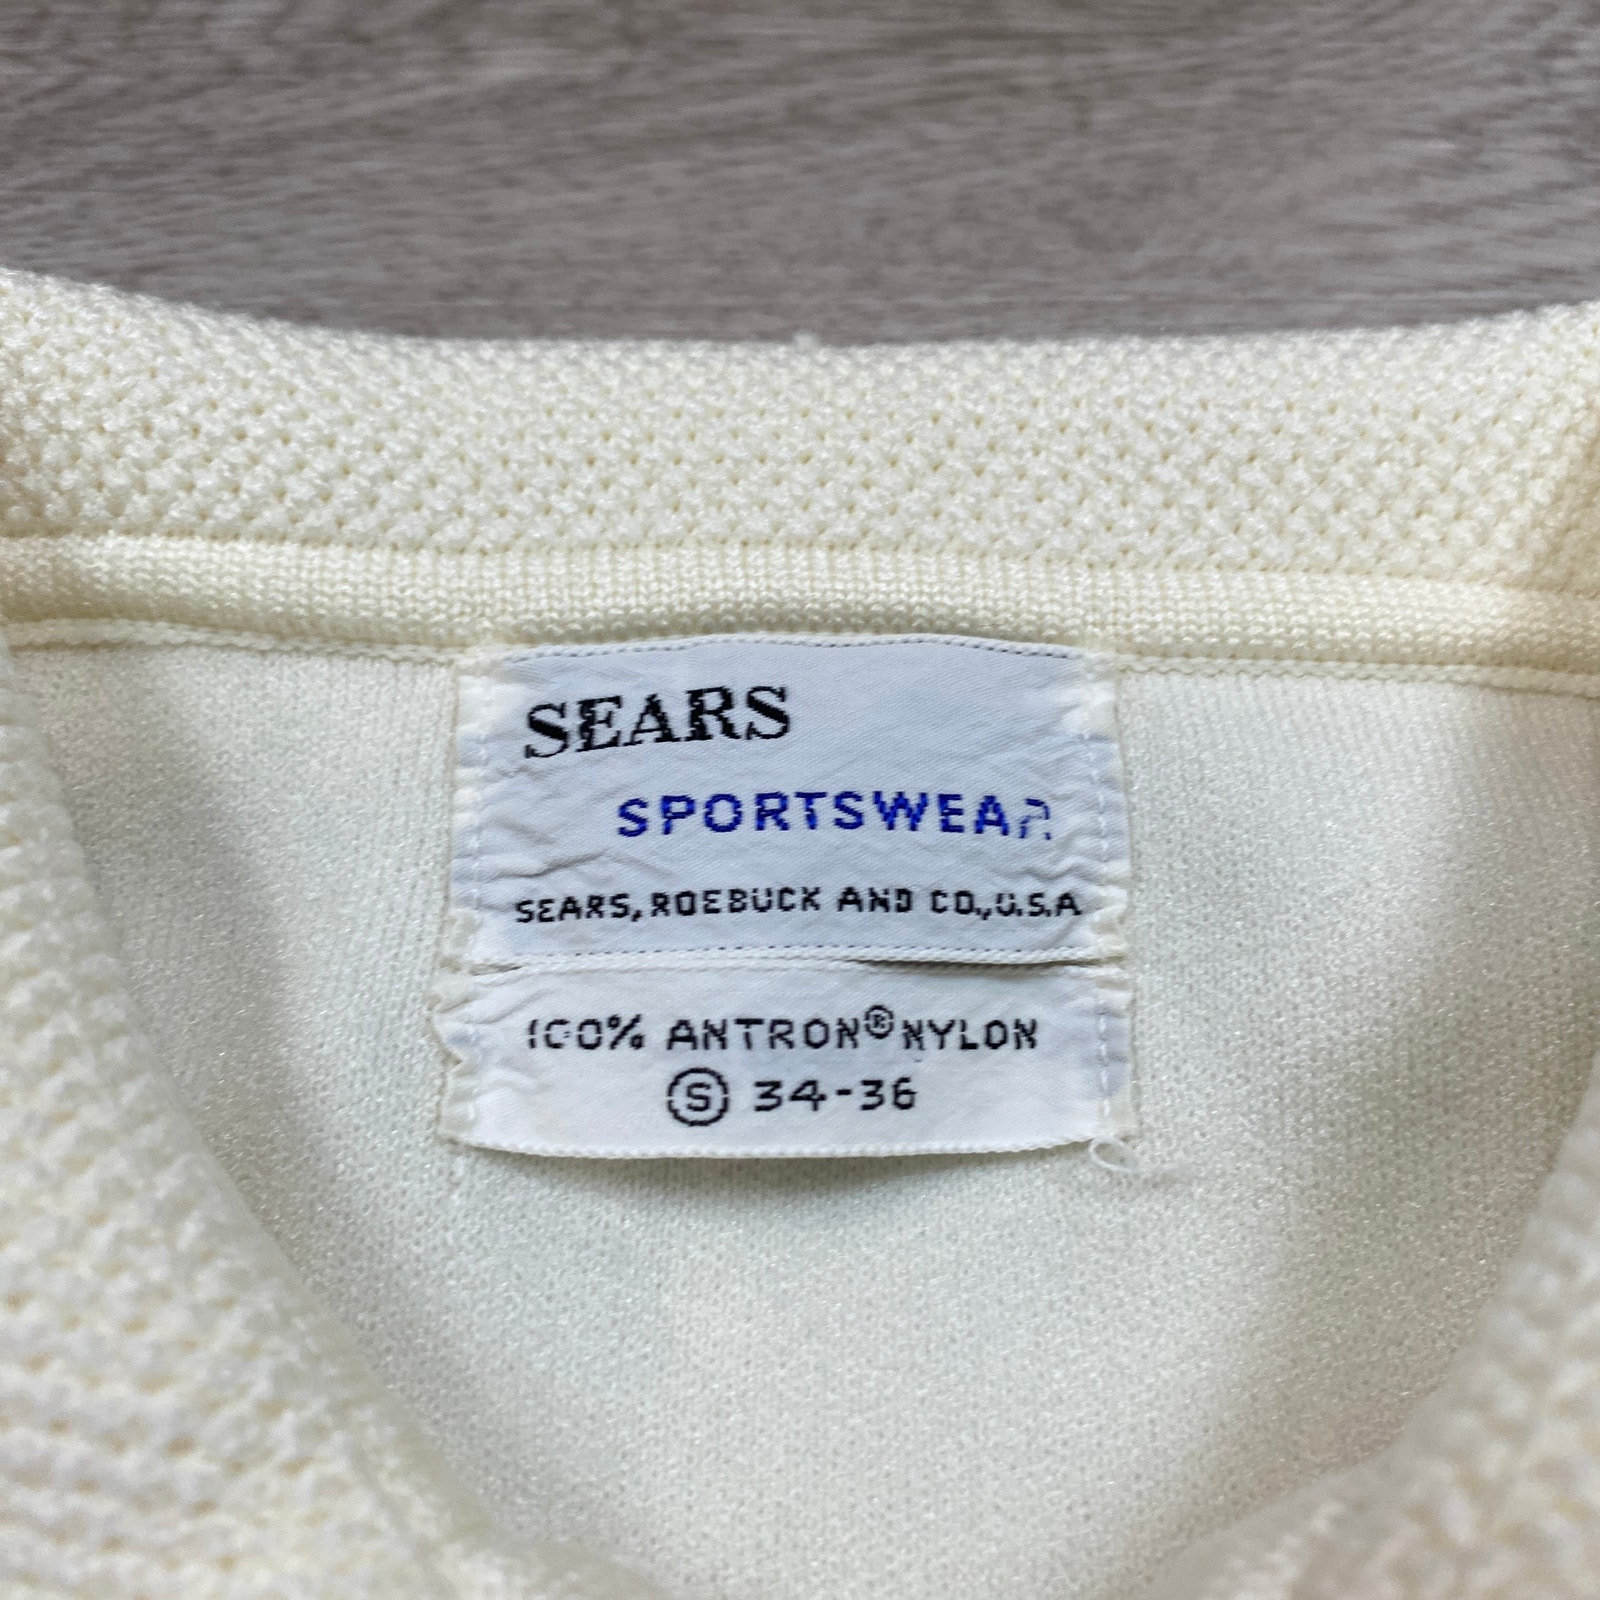 SEARS
SPORTSWEAR
SEARS, ROEBUCK AND CO., U.S.A
100% ANTRON® NYLON
Ⓢ 34-36